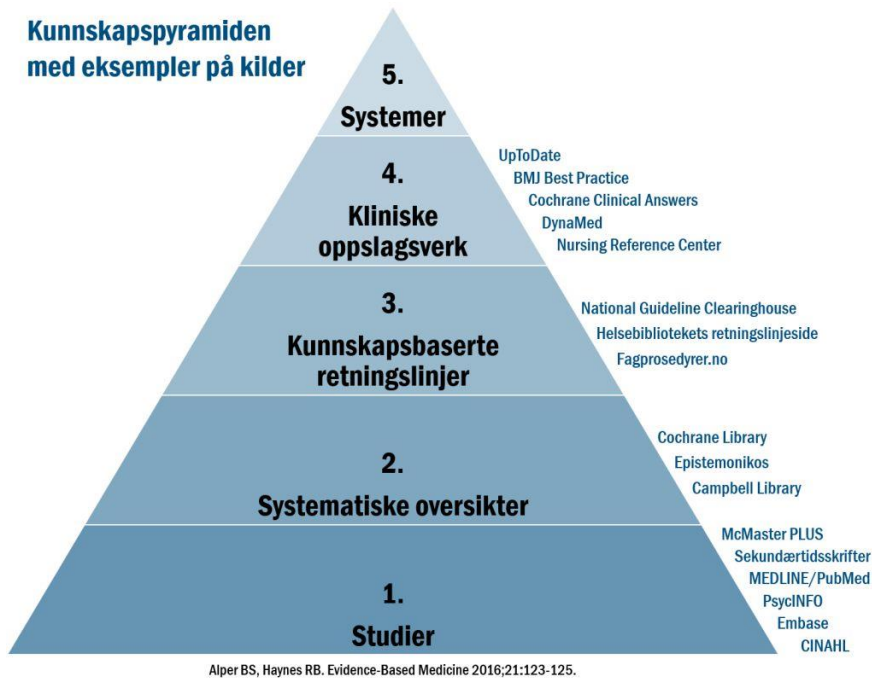 Kunnskapspyramiden
med eksempler på kilder
5.
Systemer
4.
Kliniske
oppslagsverk
UpToDate
BMJ Best Practice
Cochrane Clinical Answers
DynaMed
Nursing Reference Center
3.
Kunnskapsbaserte
retningslinjer
National Guideline Clearinghouse
Helsebibliotekets retningslinjeside
Fagprosedyrer.no
2.
Systematiske oversikter
Cochrane Library
Epistemonikos
Campbell Library
1.
Studier
McMaster PLUS
Sekundærtidsskrifter
MEDLINE/PubMed
PsycINFO
Embase
CINAHL
Alper BS, Haynes RB. Evidence-Based Medicine 2016;21:123-125.